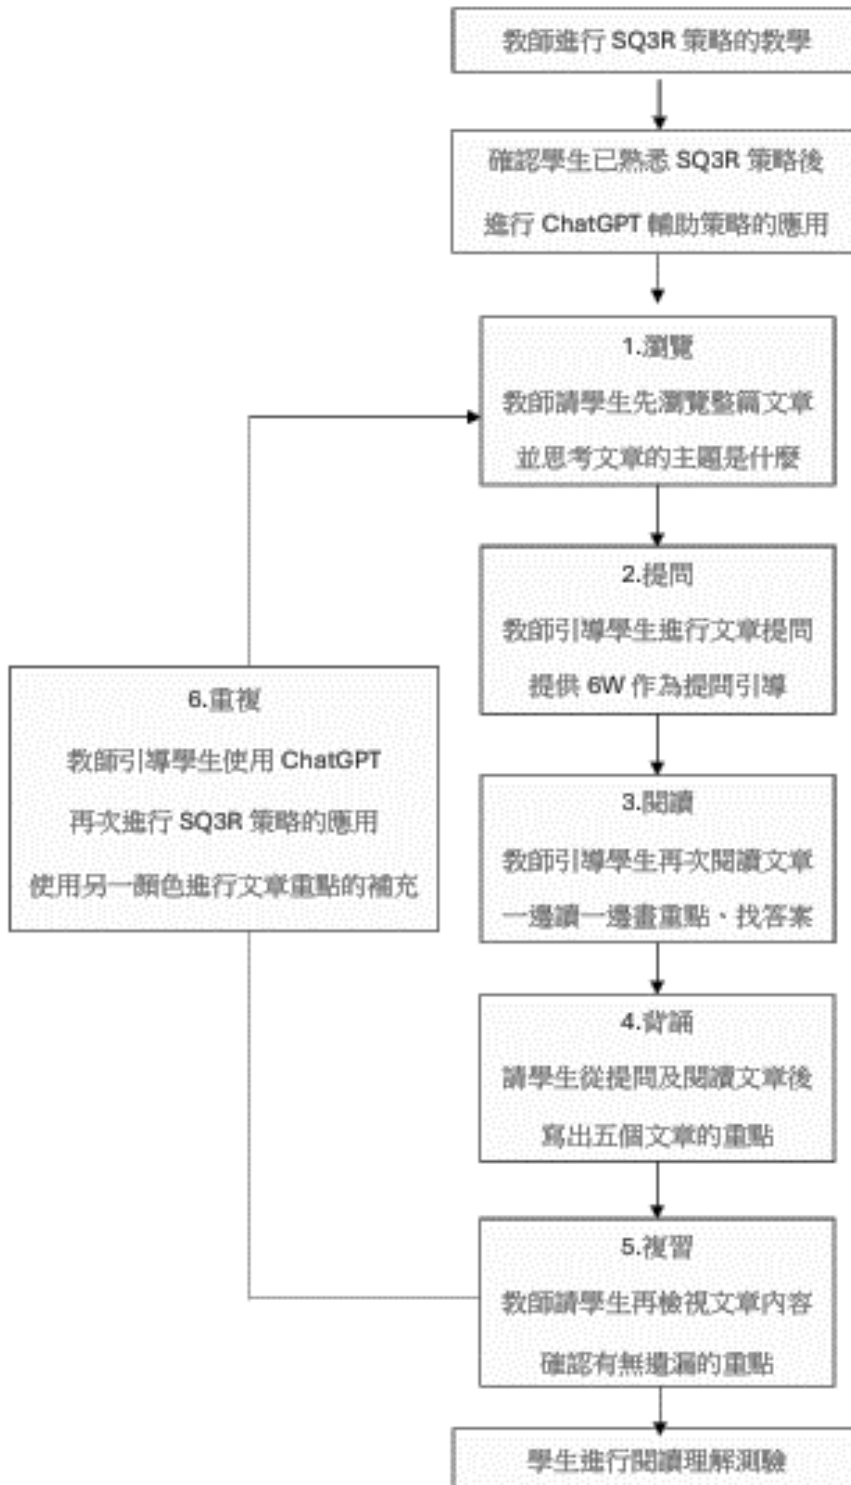 教師進行 SQ3R 策略的教學
確認學生已熟悉 SQ3R 策略後
進行 ChatGPT 輔助策略的應用
1.瀏覽
教師請學生先瀏覽整篇文章
並思考文章的主題是什麼
2.提問
教師引導學生進行文章提問
提供 6W 作為提問引導
3.閱讀
教師引導學生再次閱讀文章
一邊讀一邊畫重點、找答案
4.背誦
請學生從提問及閱讀文章後
寫出五個文章的重點
5.複習
教師請學生再檢視文章內容
確認有無遺漏的重點
6.重複
教師引導學生使用 ChatGPT
再次進行 SQ3R 策略的應用
使用另一顏色進行文章重點的補充
學生進行閱讀理解測驗